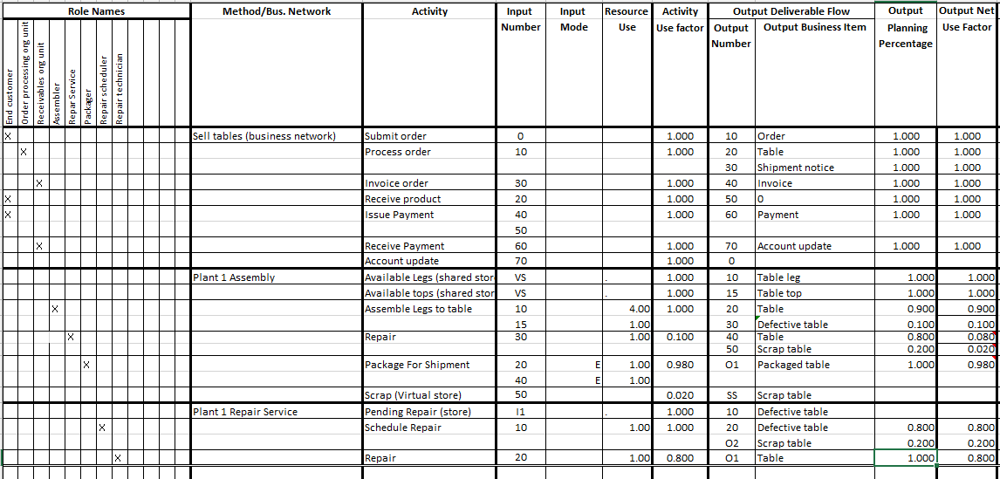 Role Names Method/Bus. Network Activity Input Input Resource Activity Output Deliverable Flow Output Output Net
Number Mode Use Use factor Output Output Business Item Planning Use Factor
Number Percentage
End customer
Order processing org unit
Receivables org unit
Assembler
Repar Service
Packager
Repair scheduler
Repair technician
X Sell tables (business network) Submit order 0 1.000 10 Order 1.000 1.000
X Process order 10 1.000 20 Table 1.000 1.000
30 Shipment notice 1.000 1.000
X Invoice order 30 1.000 40 Invoice 1.000 1.000
X Receive product 20 1.000 50 0 1.000 1.000
X Issue Payment 40 1.000 60 Payment 1.000 1.000
50
X Receive Payment 60 1.000 70 Account update 1.000 1.000
Account update 70 1.000 0
Plant 1 Assembly Available Legs (shared stor VS . 1.000 10 Table leg 1.000 1.000
Available tops (shared stor VS . 1.000 15 Table top 1.000 1.000
X Assemble Legs to table 10 4.00 1.000 20 Table 0.900 0.900
15 1.00 30 Defective table 0.100 0.100
X Repair 30 1.00 0.100 40 Table 0.800 0.080
50 Scrap table 0.200 0.020
X Package For Shipment 20 E 1.00 0.980 O1 Packaged table 1.000 0.980
40 E 1.00
Scrap (Virtual store) 50 0.020 SS Scrap table
Plant 1 Repair Service Pending Repair (store) I1 . 1.000 10 Defective table
X Schedule Repair 10 1.00 1.000 20 Defective table 0.800 0.800
O2 Scrap table 0.200 0.200
X Repair 20 1.00 0.800 O1 Table 1.000 0.800